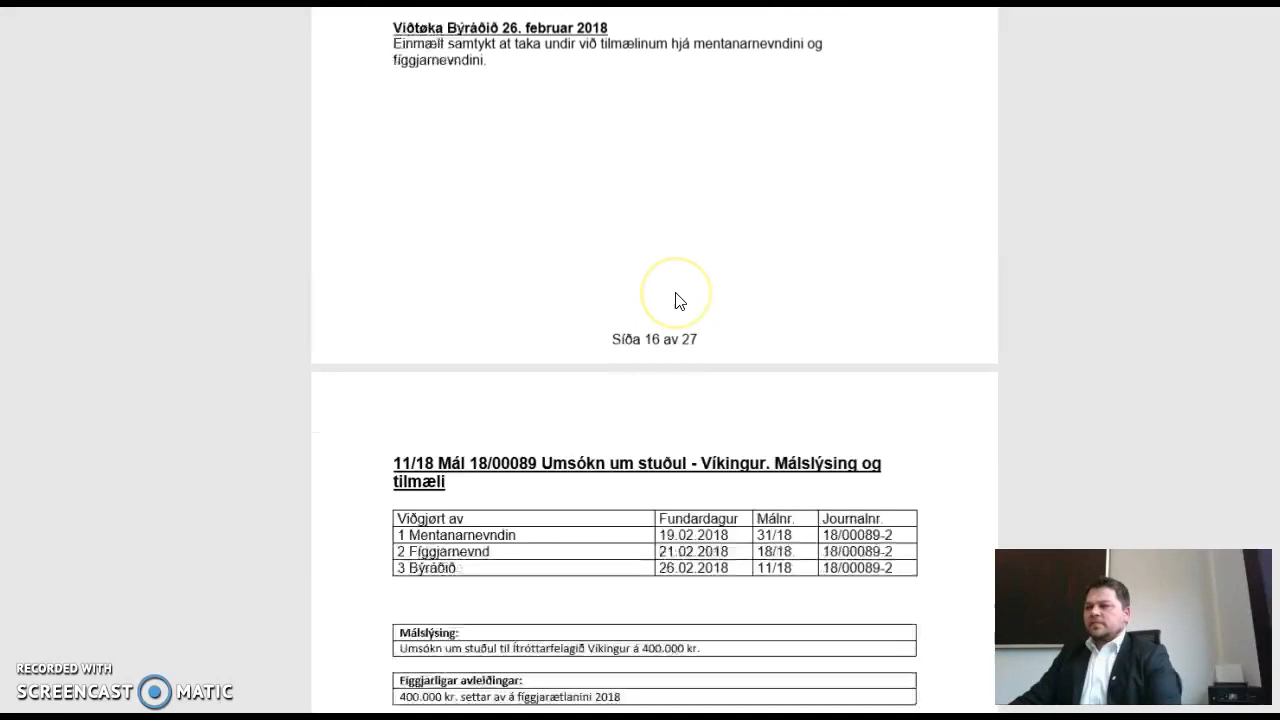 Viðtøka Býráðið 26. februar 2018
Einmælt samtykt at taka undir við tilmælinum hjá mentanarnevndini og
fíggjarnevndini.
Síða 16 av 27
11/18 Mál 18/00089 Umsókn um stuðul - Víkingur. Málslýsing og
tilmæli
Viðgjørt av Fundardagur Málnr. Journalnr.
1 Mentanarnevndin 19.02.2018 31/18 18/00089-2
2 Fíggjarnevnd 21.02.2018 18/18 18/00089-2
3 Býráðið 26.02.2018 11/18 18/00089-2
Málslýsing:
Umsókn um stuðul til Ítróttarfelagið Víkingur á 400.000 kr.
Fíggjarligar avleiðingar:
400.000 kr. settar av á fíggjarætlanini 2018
RECORDED WITH
SCREENCAST MATIC